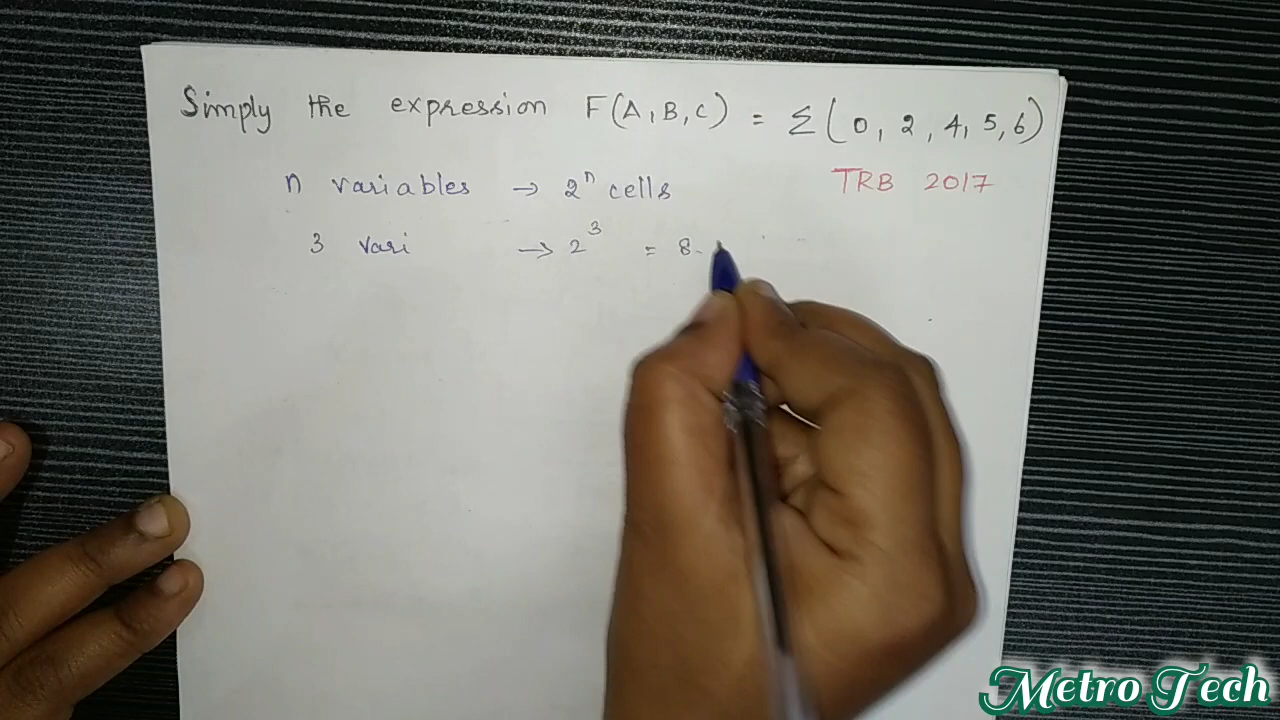 Simply the expression F(A,B,C) = Σ(0, 2, 4, 5, 6)
TRB 2017
n variables → 2ⁿ cells
3 vari → 2³ = 8
Metro Tech